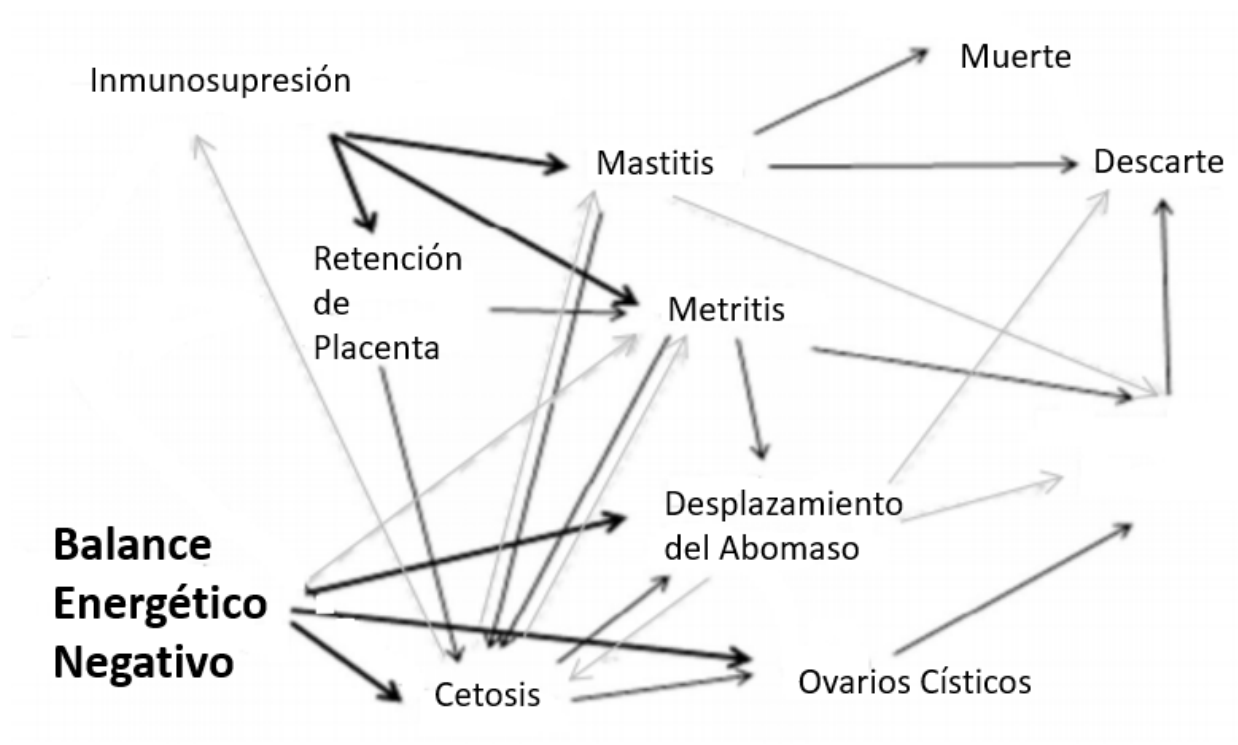 Muerte
Inmunosupresión
Mastitis
Descarte
Retención
de
Placenta
Metritis
Desplazamiento
del Abomaso
Balance
Energético
Negativo
Cetosis
Ovarios Císticos